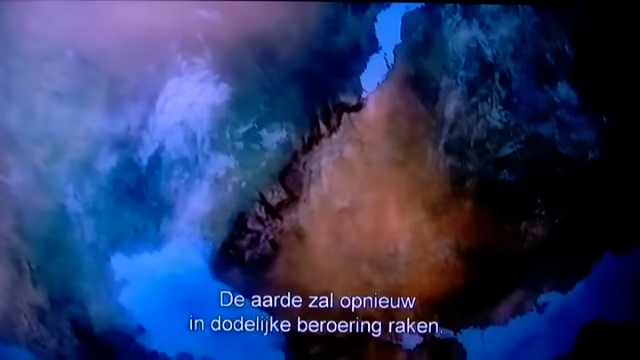 De aarde zal opnieuw
in dodelijke beroering raken.